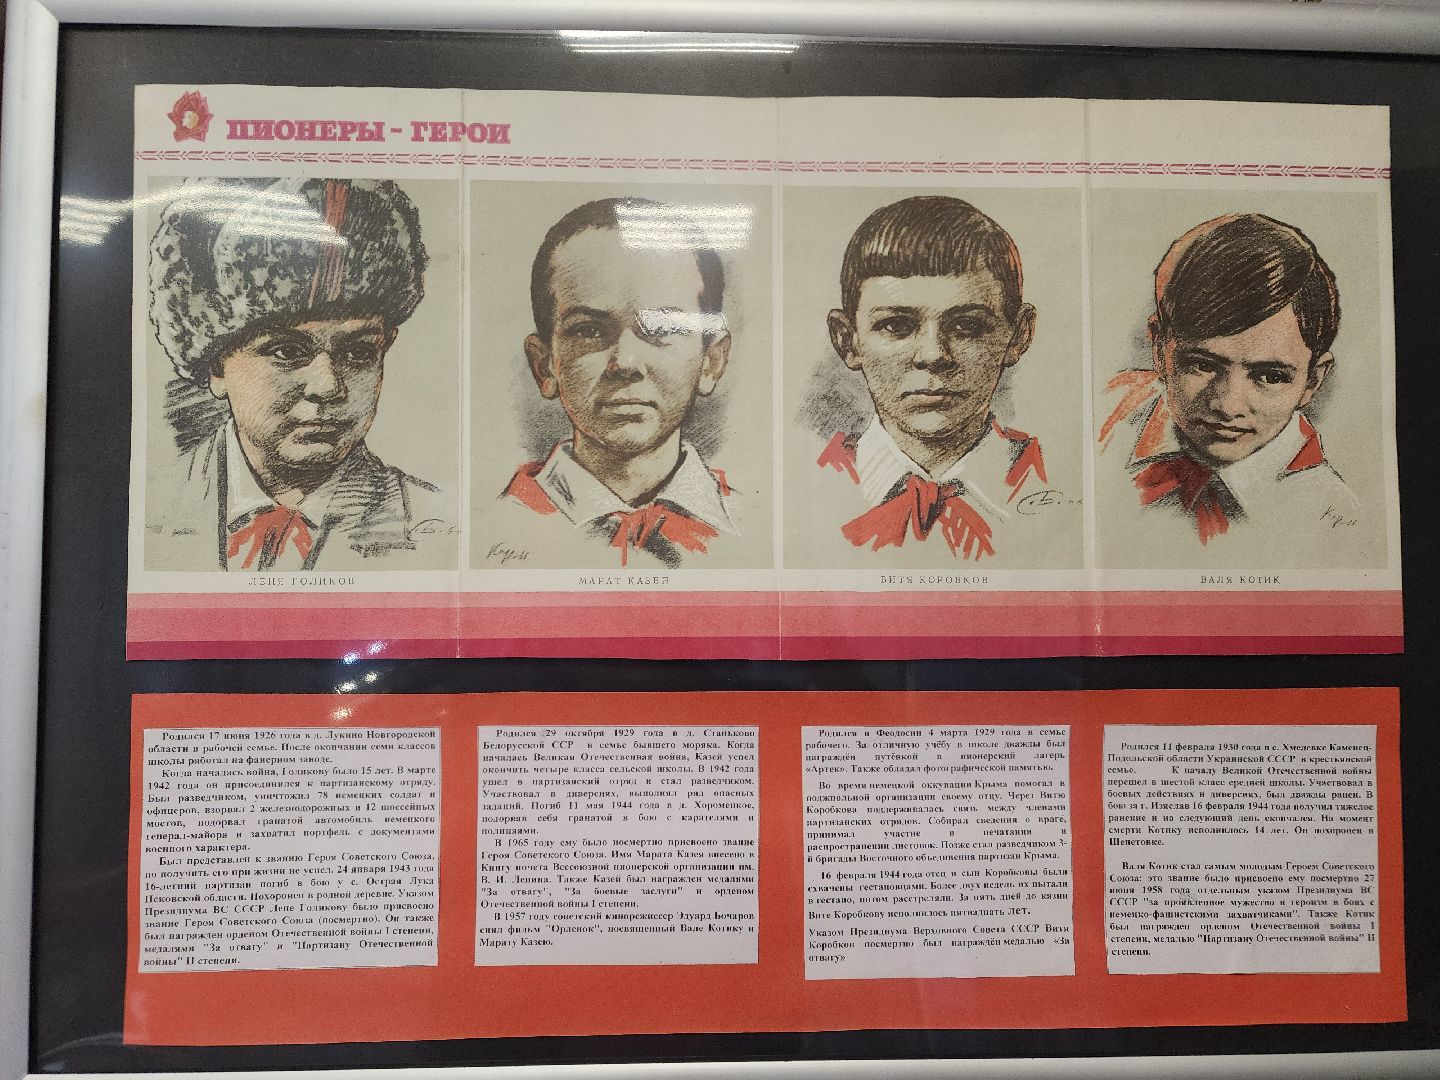 ПИОНЕРЫ - ГЕРОИ
ЛЕНЯ ГОЛИКОВ
МАРАТ КАЗЕЙ
ВИТЯ КОРОБКОВ
ВАЛЯ КОТИК
Родился 17 июня 1926 года в д. Лукино Новгородской
области в рабочей семье. После окончания семи классов
школы работал на фанерном заводе.
Когда началась война, Голикову было 15 лет. В марте
1942 года он присоединился к партизанскому отряду.
Был разведчиком, уничтожил 78 немецких солдат и
офицеров, взорвал 2 железнодорожных и 12 шоссейных
мостов, подорвал гранатой автомобиль немецкого
генерал-майора и захватил портфель с документами
военного характера.
Был представлен к званию Героя Советского Союза,
но получить его при жизни не успел. 24 января 1943 года
16-летний партизан погиб в бою у с. Острая Лука
Псковской области. Похоронен в родной деревне. Указом
Президиума ВС СССР Лене Голикову было присвоено
звание Героя Советского Союза (посмертно). Он также
был награжден орденом Отечественной войны I степени,
медалями "За отвагу" и "Партизану Отечественной
войны" II степени.
Родился 29 октября 1929 года в д. Станьково
Белорусской ССР в семье бывшего моряка. Когда
началась Великая Отечественная война, Казей успел
окончить четыре класса сельской школы. В 1942 года
ушел в партизанский отряд и стал разведчиком.
Участвовал в диверсиях, выполнял ряд опасных
заданий. Погиб 11 мая 1944 года в д. Хороменкое,
подорвав себя гранатой в бою с карателями и
полицаями.
В 1965 году ему было посмертно присвоено звание
Героя Советского Союза. Имя Марата Казея внесено в
Книгу почета Всесоюзной пионерской организации им.
В. И. Ленина. Также Казей был награжден медалями
"За отвагу", "За боевые заслуги" и орденом
Отечественной войны I степени.
В 1957 году советский кинорежиссер Эдуард Бочаров
снял фильм "Орленок", посвященный Вале Котику и
Марату Казею.
Родился в Феодосии 4 марта 1929 года в семье
рабочего. За отличную учёбу в школе дважды был
награждён путёвкой в пионерский лагерь
«Артек». Также обладал фотографической памятью.
Во время немецкой оккупации Крыма помогал в
подпольной организации своему отцу. Через Витю
Коробкова поддерживалась связь между членами
партизанских отрядов. Собирал сведения о враге,
принимал участие в печатании и
распространении листовок. Позже стал разведчиком 3-
й бригады Восточного объединения партизан Крыма.
16 февраля 1944 года отец и сын Коробковы были
схвачены гестаповцами. Более двух недель их пытали
в гестапо, потом расстреляли. За пять дней до казни
Вите Коробкову исполнилось пятнадцать лет.
Указом Президиума Верховного Совета СССР Витя
Коробков посмертно был награждён медалью «За
отвагу»
Родился 11 февраля 1930 года в с. Хмелевке Каменец-
Подольской области Украинской СССР в крестьянской
семье. К началу Великой Отечественной войны
перешел в шестой класс средней школы. Участвовал в
боевых действиях и диверсиях, был дважды ранен. В
бою за г. Изяслав 16 февраля 1944 года получил тяжелое
ранение и на следующий день скончался. На момент
смерти Котику исполнилось 14 лет. Он похоронен в
Шепетовке.
Валя Котик стал самым молодым Героем Советского
Союза: это звание было присвоено ему посмертно 27
июня 1958 года отдельным указом Президиума ВС
СССР "за проявленное мужество и героизм в боях с
немецко-фашистскими захватчиками". Также Котик
был награжден орденом Отечественной войны I
степени, медалью "Партизану Отечественной войны" II
степени.